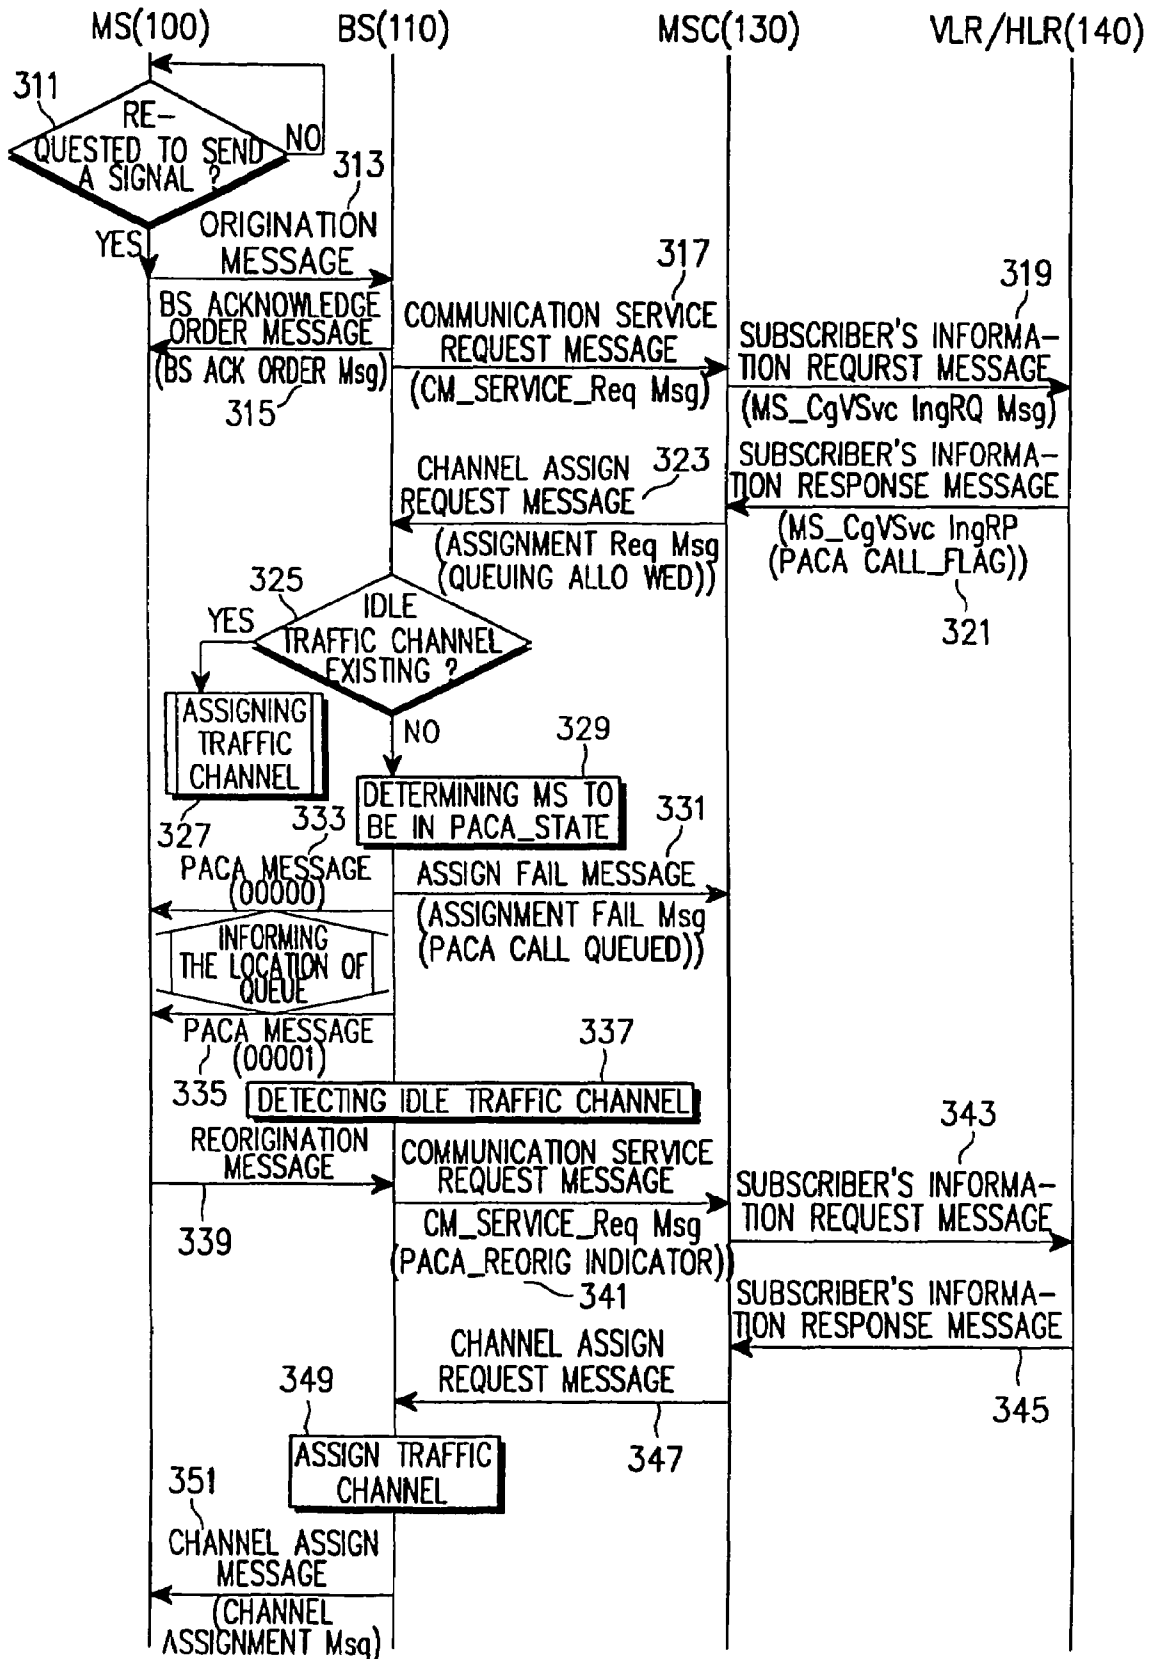 MS(100)
BS(110)
MSC(130)
VLR/HLR(140)
311
RE-
QUESTED TO SEND
A SIGNAL ?
NO
YES
313
ORIGINATION
MESSAGE
BS ACKNOWLEDGE
ORDER MESSAGE
(BS ACK ORDER Msg)
315
317
COMMUNICATION SERVICE
REQUEST MESSAGE
(CM_SERVICE_Req Msg)
319
SUBSCRIBER'S INFORMA-
TION REQURST MESSAGE
(MS_CgVSvc IngRQ Msg)
SUBSCRIBER'S INFORMA-
TION RESPONSE MESSAGE
(MS_CgVSvc IngRP
(PACA CALL_FLAG))
321
CHANNEL ASSIGN
REQUEST MESSAGE
323
(ASSIGNMENT Req Msg
(QUEUING ALLO WED))
325
IDLE
TRAFFIC CHANNEL
EXISTING ?
YES
NO
ASSIGNING
TRAFFIC
CHANNEL
327
329
DETERMINING MS TO
BE IN PACA_STATE
331
ASSIGN FAIL MESSAGE
(ASSIGNMENT FAIL Msg
(PACA CALL QUEUED))
333
PACA MESSAGE
(00000)
INFORMING
THE LOCATION OF
QUEUE
PACA MESSAGE
(00001)
335
337
DETECTING IDLE TRAFFIC CHANNEL
REORIGINATION
MESSAGE
339
COMMUNICATION SERVICE
REQUEST MESSAGE
CM_SERVICE_Req Msg
(PACA_REORIG INDICATOR))
341
343
SUBSCRIBER'S INFORMA-
TION REQUEST MESSAGE
SUBSCRIBER'S INFORMA-
TION RESPONSE MESSAGE
345
CHANNEL ASSIGN
REQUEST MESSAGE
347
349
ASSIGN TRAFFIC
CHANNEL
351
CHANNEL ASSIGN
MESSAGE
(CHANNEL
ASSIGNMENT Msg)